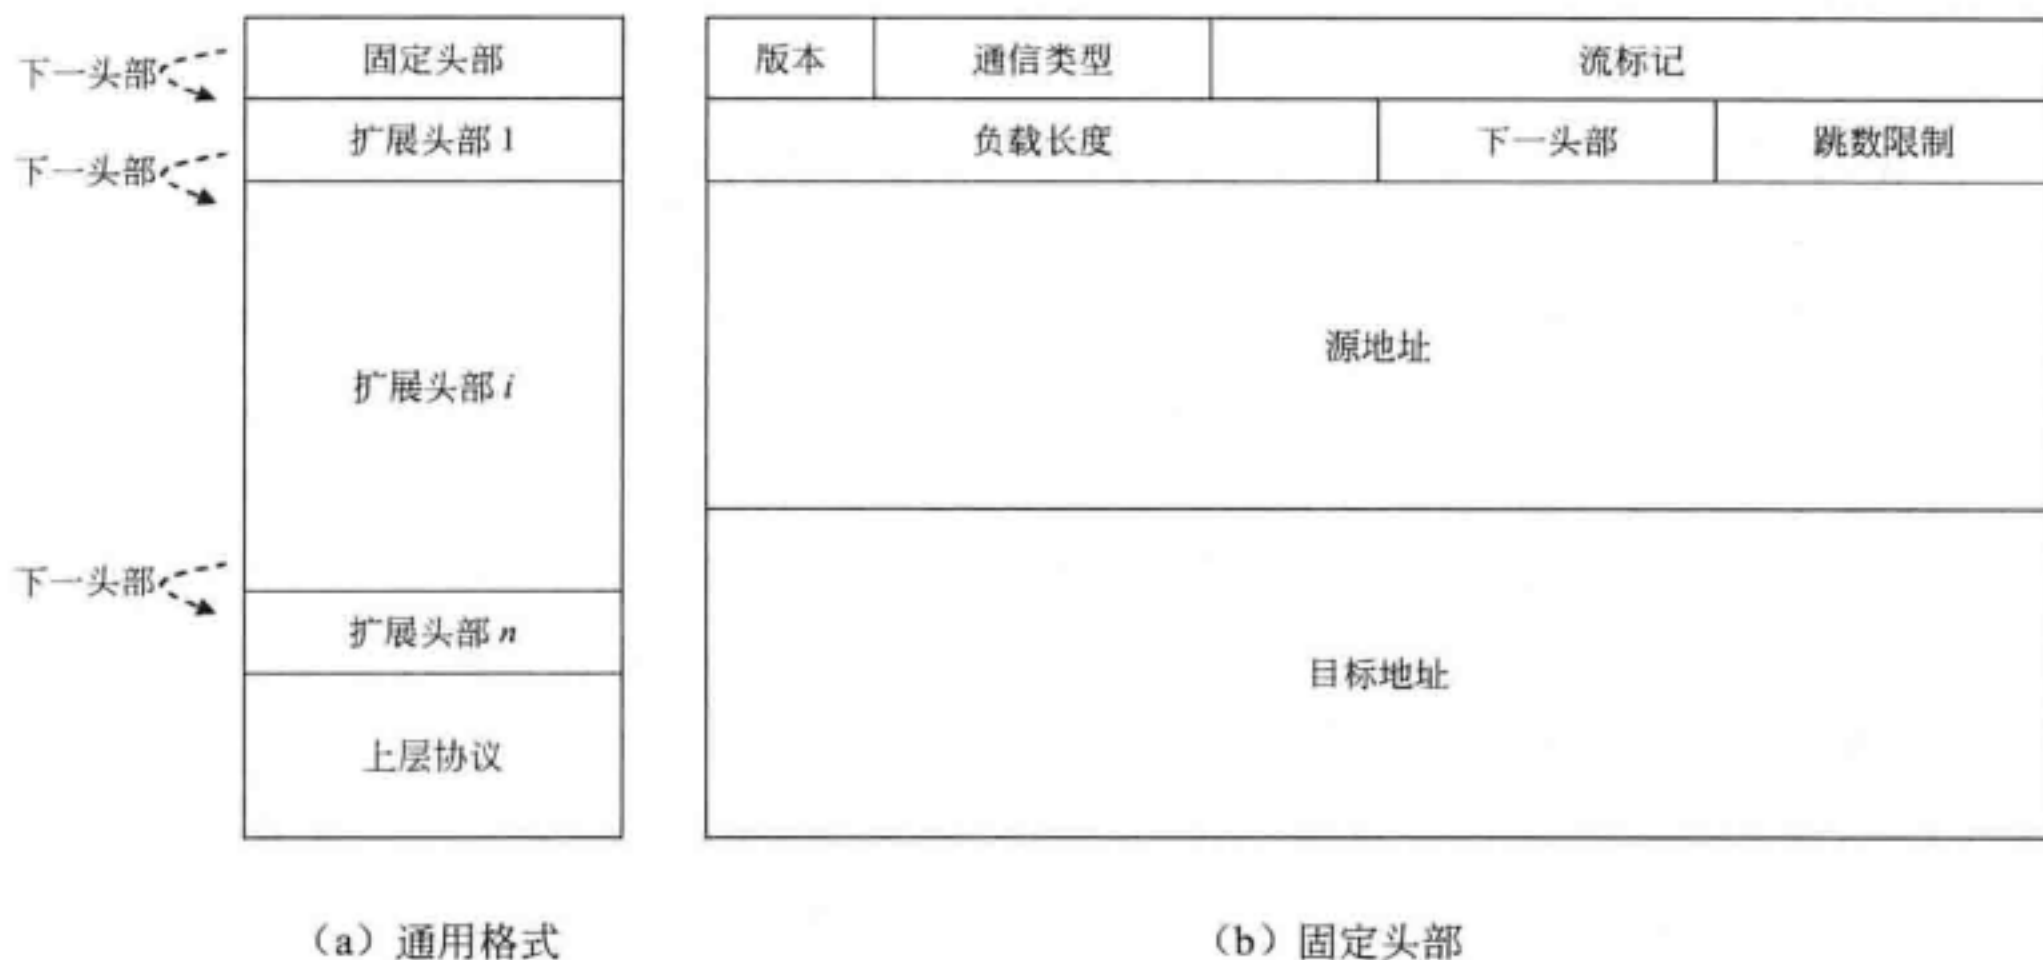 下一头部
下一头部
下一头部
固定头部
扩展头部 1
扩展头部 i
扩展头部 n
上层协议
(a) 通用格式
版本 通信类型 流标记
负载长度 下一头部 跳数限制
源地址
目标地址
(b) 固定头部